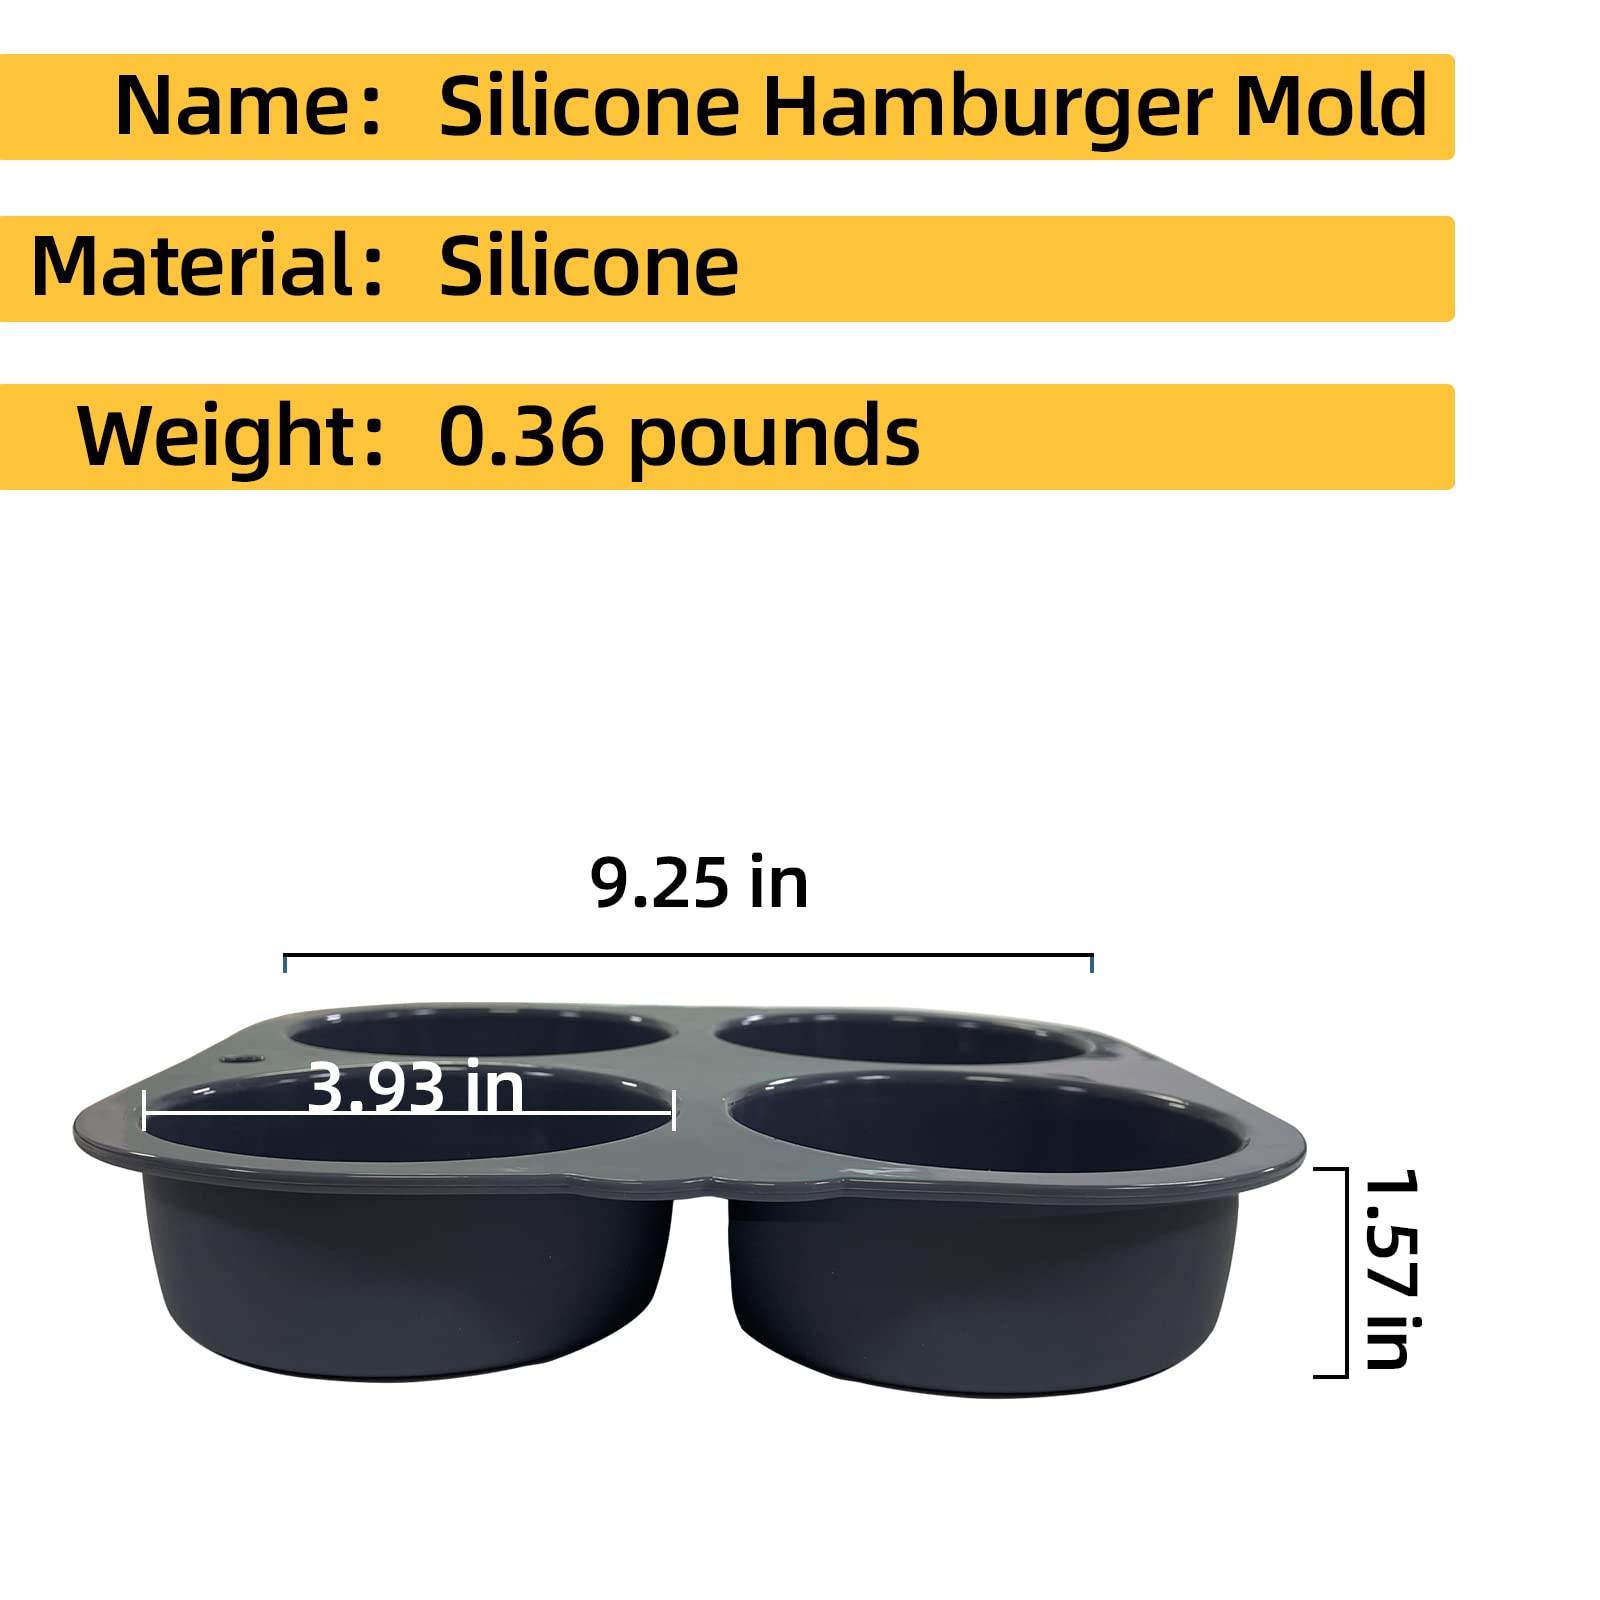 Name： Silicone Hamburger Mold
Material： Silicone
Weight： 0.36 pounds
9.25 in
3.93 in
1.57 in